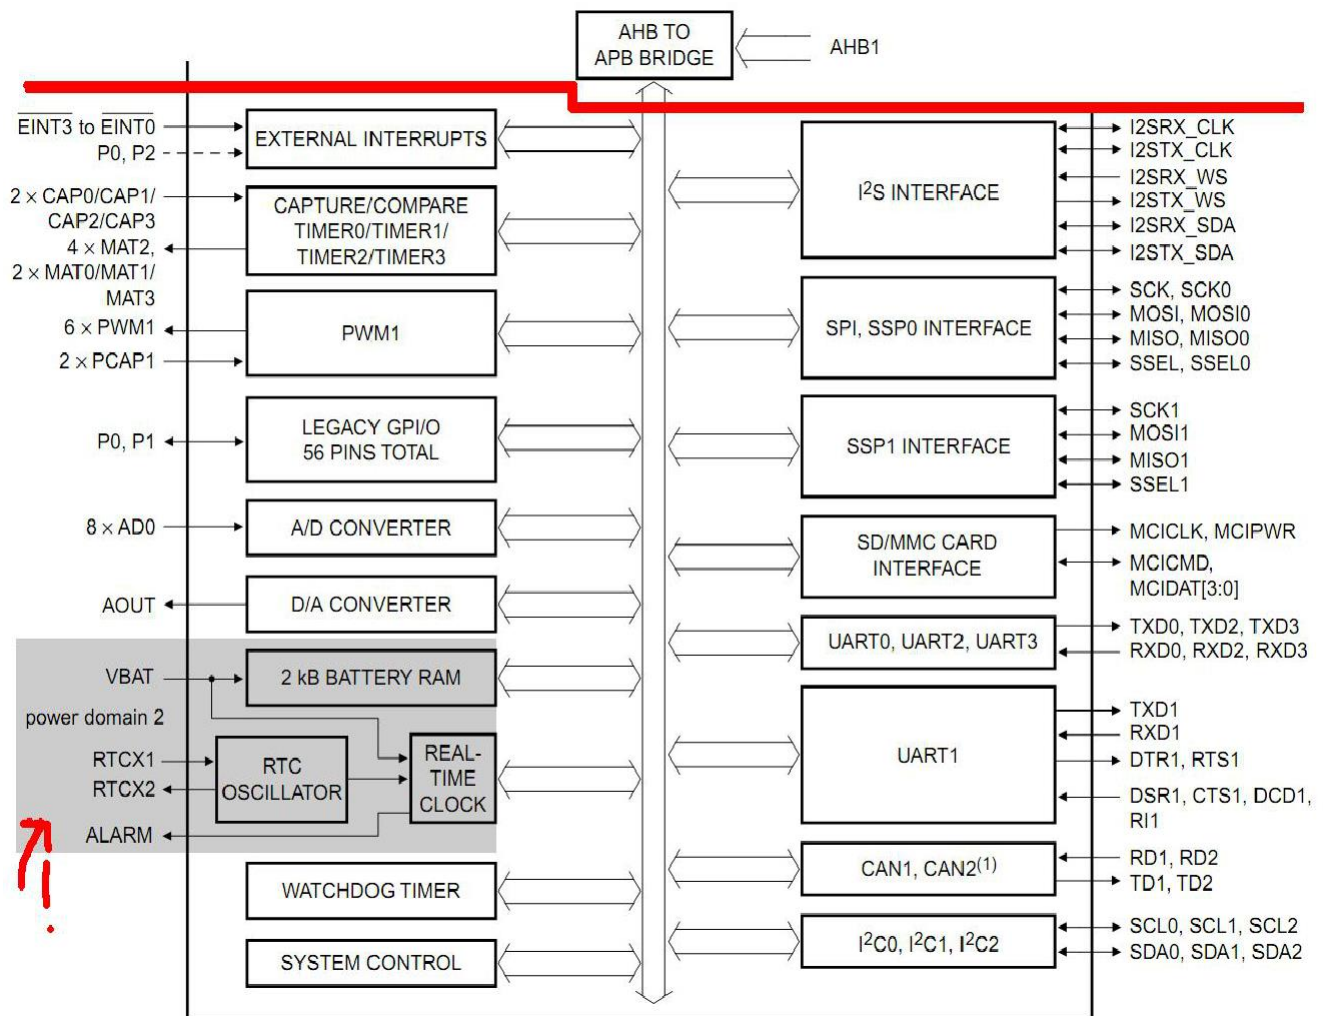 AHB TO
APB BRIDGE
AHB1
EINT3 to EINT0
P0, P2
EXTERNAL INTERRUPTS
2 × CAP0/CAP1/
CAP2/CAP3
4 × MAT2,
2 × MAT0/MAT1/
MAT3
CAPTURE/COMPARE
TIMER0/TIMER1/
TIMER2/TIMER3
6 × PWM1
2 × PCAP1
PWM1
P0, P1
LEGACY GPI/O
56 PINS TOTAL
8 × AD0
A/D CONVERTER
AOUT
D/A CONVERTER
VBAT
2 kB BATTERY RAM
power domain 2
RTCX1
RTCX2
RTC
OSCILLATOR
REAL-
TIME
CLOCK
ALARM
WATCHDOG TIMER
SYSTEM CONTROL
I²S INTERFACE
I2SRX_CLK
I2STX_CLK
I2SRX_WS
I2STX_WS
I2SRX_SDA
I2STX_SDA
SPI, SSP0 INTERFACE
SCK, SCK0
MOSI, MOSI0
MISO, MISO0
SSEL, SSEL0
SSP1 INTERFACE
SCK1
MOSI1
MISO1
SSEL1
SD/MMC CARD
INTERFACE
MCICLK, MCIPWR
MCICMD,
MCIDAT[3:0]
UART0, UART2, UART3
TXD0, TXD2, TXD3
RXD0, RXD2, RXD3
UART1
TXD1
RXD1
DTR1, RTS1
DSR1, CTS1, DCD1,
RI1
CAN1, CAN2(1)
RD1, RD2
TD1, TD2
I²C0, I²C1, I²C2
SCL0, SCL1, SCL2
SDA0, SDA1, SDA2
!